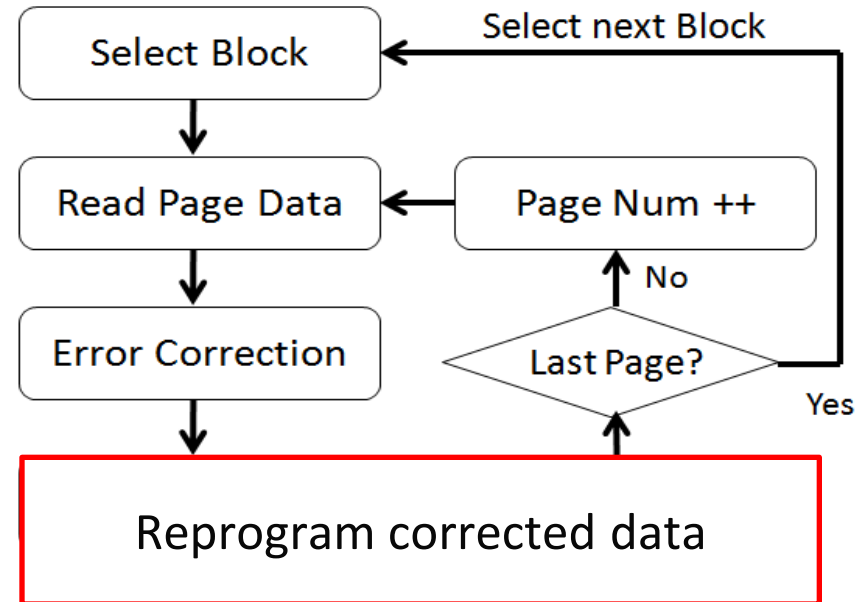 Select next Block
Select Block
Read Page Data
Page Num ++
No
Error Correction
Last Page?
Yes
Reprogram corrected data